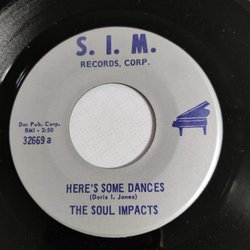 S. I. M.
RECORDS, CORP.
Dor Pub. Corp.
BMI - 2:50
32669 a
HERE'S SOME DANCES
(Doris I. Jones)
THE SOUL IMPACTS